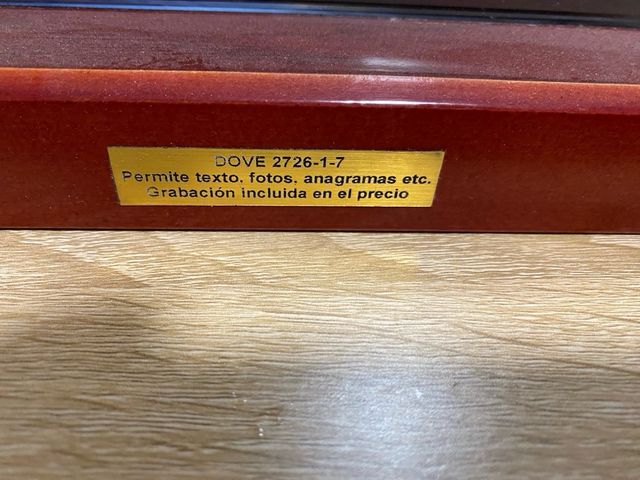 DOVE 2726-1-7
Permite texto, fotos, anagramas etc.
Grabación incluida en el precio